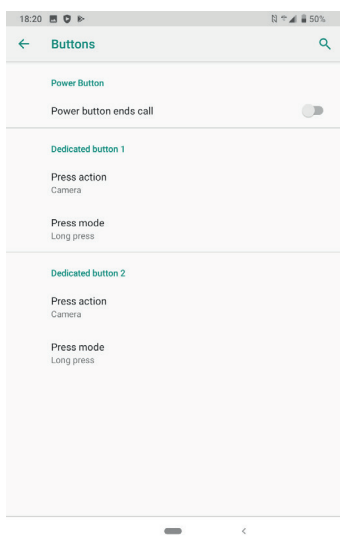 18:20
50%
Buttons
Power Button
Power button ends call
Dedicated button 1
Press action
Camera
Press mode
Long press
Dedicated button 2
Press action
Camera
Press mode
Long press